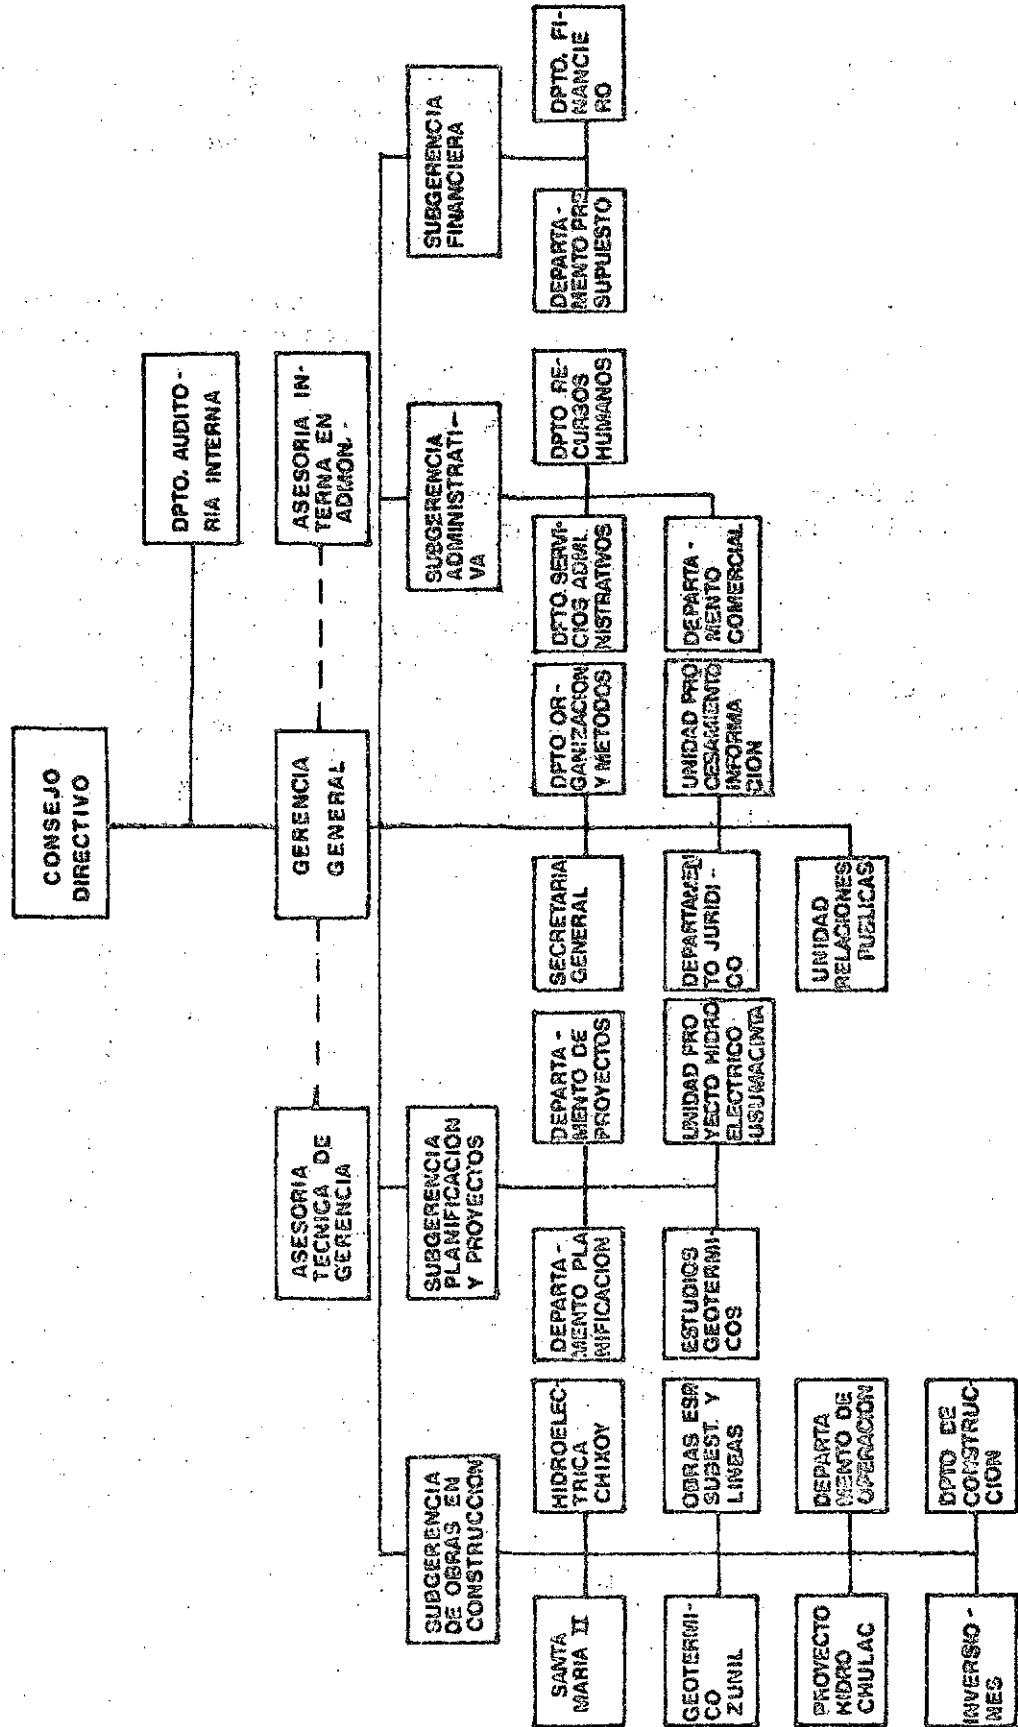 CONSEJO
DIRECTIVO
DPTO. AUDITO-
RIA INTERNA
ASESORIA
TECNICA DE
GERENCIA
GERENCIA
GENERAL
ASESORIA IN-
TERNA EN
ADMON.-
SUBGERENCIA
DE OBRAS EN
CONSTRUCCION
SUBGERENCIA
PLANIFICACION
Y PROYECTOS
SUBGERENCIA
ADMINISTRATI-
VA
SUBGERENCIA
FINANCIERA
SANTA
MARIA II
HIDROELEC-
TRICA
CHIXOY
DEPARTA-
MENTO PLA
NIFICACION
DEPARTA-
MENTO DE
PROYECTOS
SECRETARIA
GENERAL
DPTO OR-
GANIZACION
Y METODOS
DPTO. SERVI-
CIOS ADMI.
NISTRATIVOS
DPTO RE-
CURSOS
HUMANOS
DEPARTA-
MENTO PRE
SUPUESTO
DPTO. FI-
NANCIE
RO
GEOTERMI-
CO
ZUNIL
OBRAS ESR
SUBEST. Y
LINEAS
ESTUDIOS
GEOTERMI-
COS
UNIDAD PRO
YECTO HIDRO
ELECTRICO
USUMACINTA
DEPARTAMEN
TO JURIDI-
CO
UNIDAD PRO
CESAMIENTO
INFORMA
CION
DEPARTA-
MENTO
COMERCIAL
PROYECTO
HIDRO
CHULAC
DEPARTA
MENTO DE
OPERACION
UNIDAD
RELACIONES
PUBLICAS
INVERSIO-
NES
DPTO DE
CONSTRUC-
CION